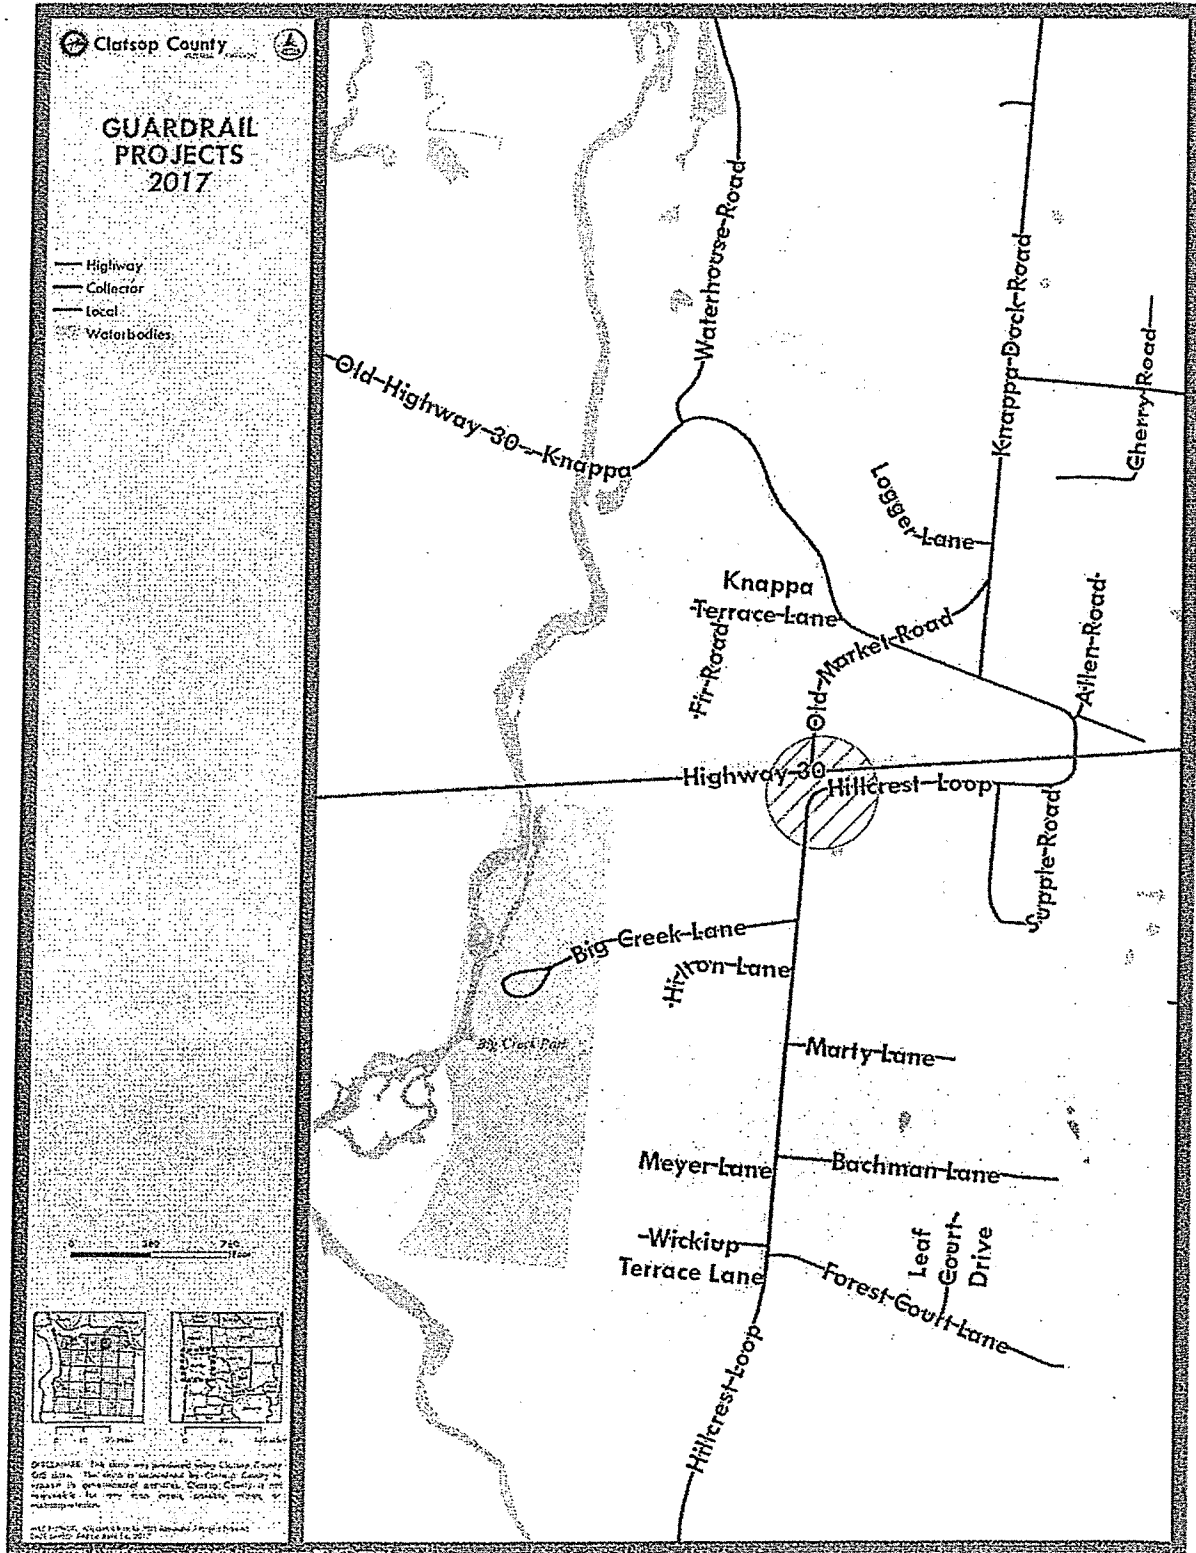 Clatsop County
GUARDRAIL
PROJECTS
2017
Highway
Collector
Local
Waterbodies
Waterhouse Road
Knappa Dock Road
Cherry Road
Old Highway 30 - Knappa
Logger Lane
Knappa
Terrace Lane
Fir Road
Old Market Road
Allen Road
Highway 30
Hillcrest Loop
Supple Road
Big Creek Lane
Hilton Lane
Big Creek Park
Marty Lane
Meyer Lane
Bachman Lane
Wickiup
Terrace Lane
Leaf
Court
Drive
Forest Court Lane
Hillcrest Loop
0